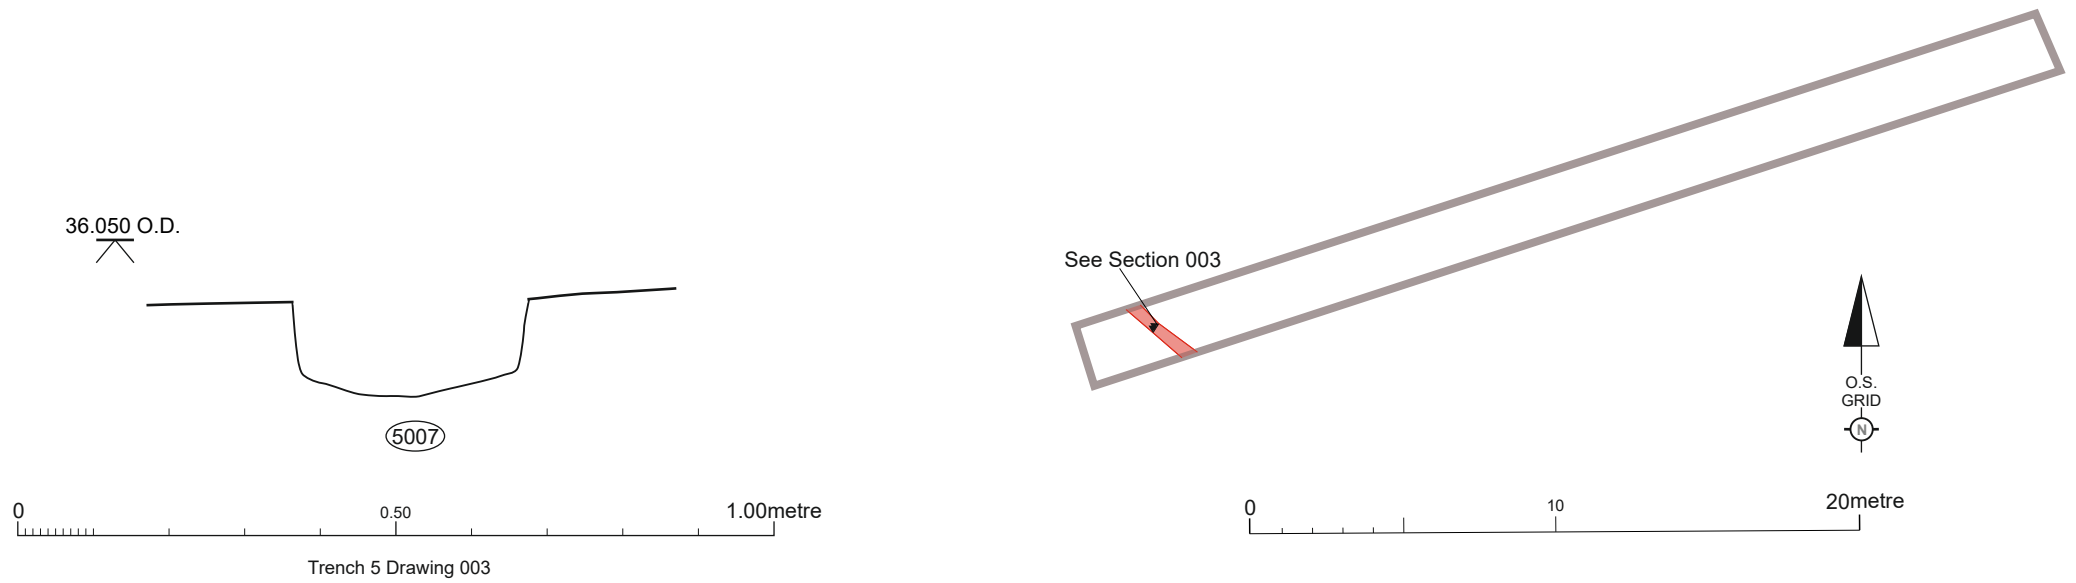 36.050 O.D.
5007
0
0.50
1.00metre
Trench 5 Drawing 003
See Section 003
O.S.
GRID
N
0
10
20metre